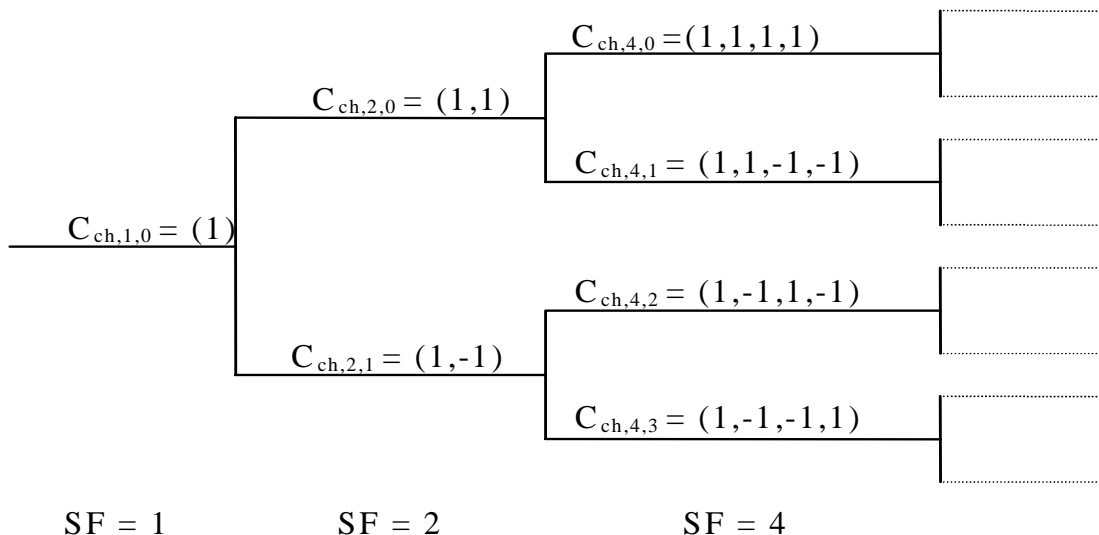 C ch,4,0 =(1,1,1,1)
C ch,2,0 = (1,1)
C ch,4,1 = (1,1,-1,-1)
C ch,1,0 = (1)
C ch,4,2 = (1,-1,1,-1)
C ch,2,1 = (1,-1)
C ch,4,3 = (1,-1,-1,1)
SF = 1 SF = 2 SF = 4